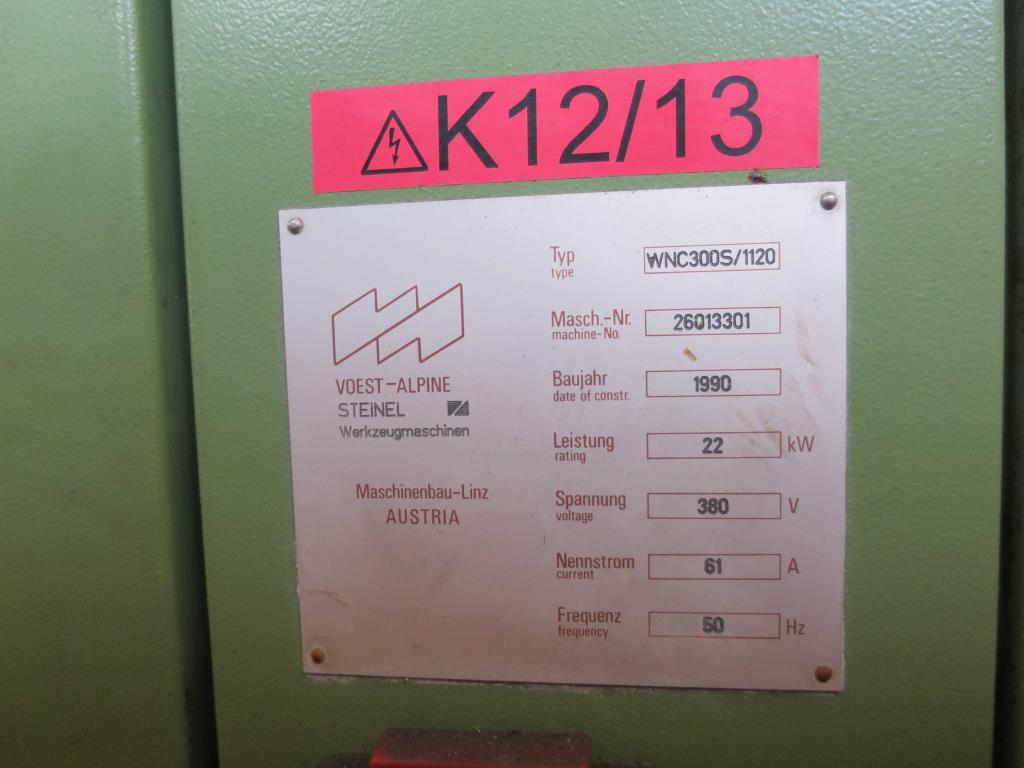 K12/13
VOEST-ALPINE
STEINEL
Werkzeugmaschinen
Maschinenbau-Linz
AUSTRIA
Typ WNC300S/1120
type
Masch.-Nr. 26013301
machine-No.
Baujahr 1990
date of constr.
Leistung 22 kW
rating
Spannung 380 V
voltage
Nennstrom 61 A
current
Frequenz 50 Hz
frequency